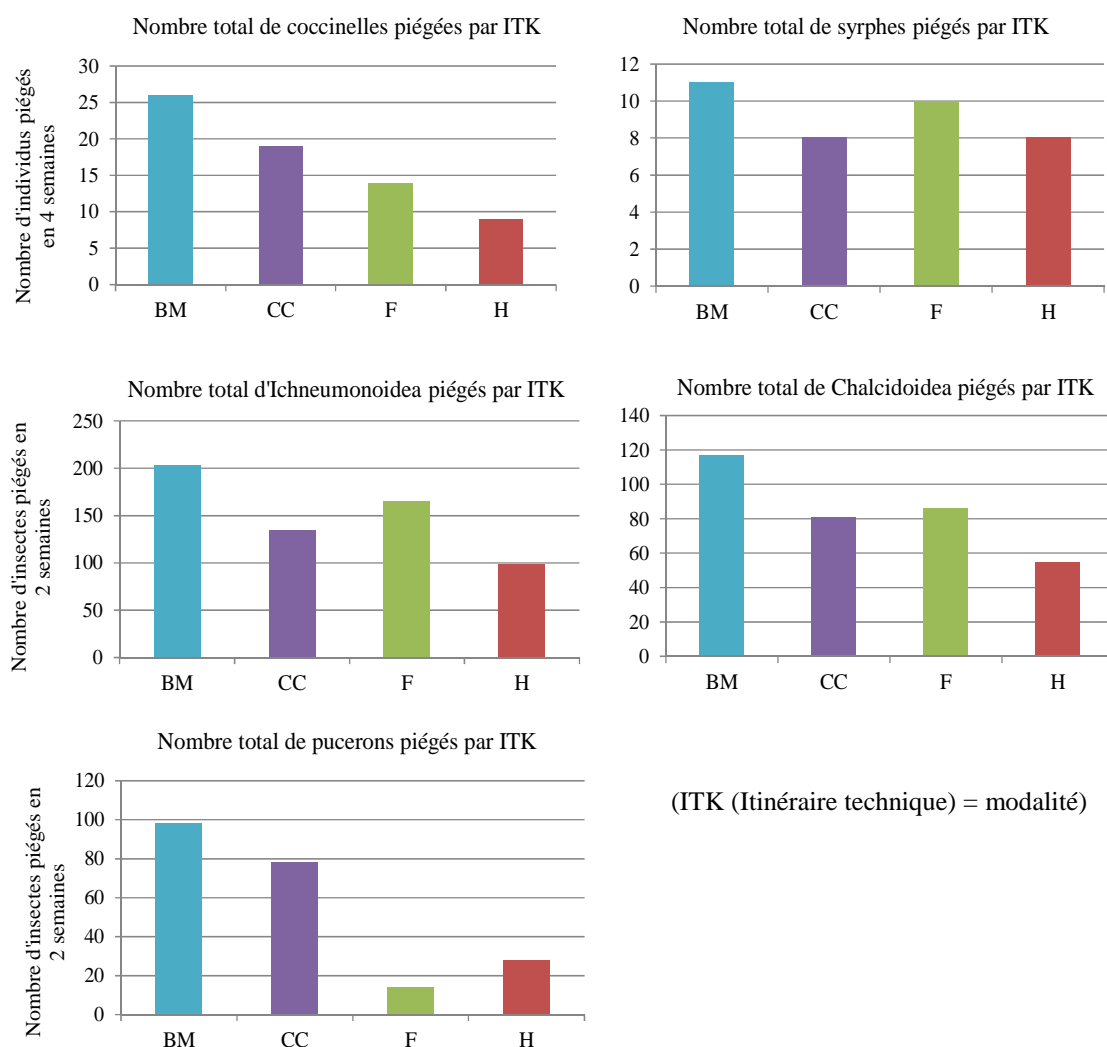 Nombre total de coccinelles piégées par ITK
Nombre d'individus piégés
en 4 semaines
30
25
20
15
10
5
0
BM CC F H
Nombre total de syrphes piégés par ITK
12
10
8
6
4
2
0
BM CC F H
Nombre total d'Ichneumonoidea piégés par ITK
Nombre d'insectes piégés en
2 semaines
250
200
150
100
50
0
BM CC F H
Nombre total de Chalcidoidea piégés par ITK
140
120
100
80
60
40
20
0
BM CC F H
Nombre total de pucerons piégés par ITK
Nombre d'insectes piégés en
2 semaines
120
100
80
60
40
20
0
BM CC F H
(ITK (Itinéraire technique) = modalité)